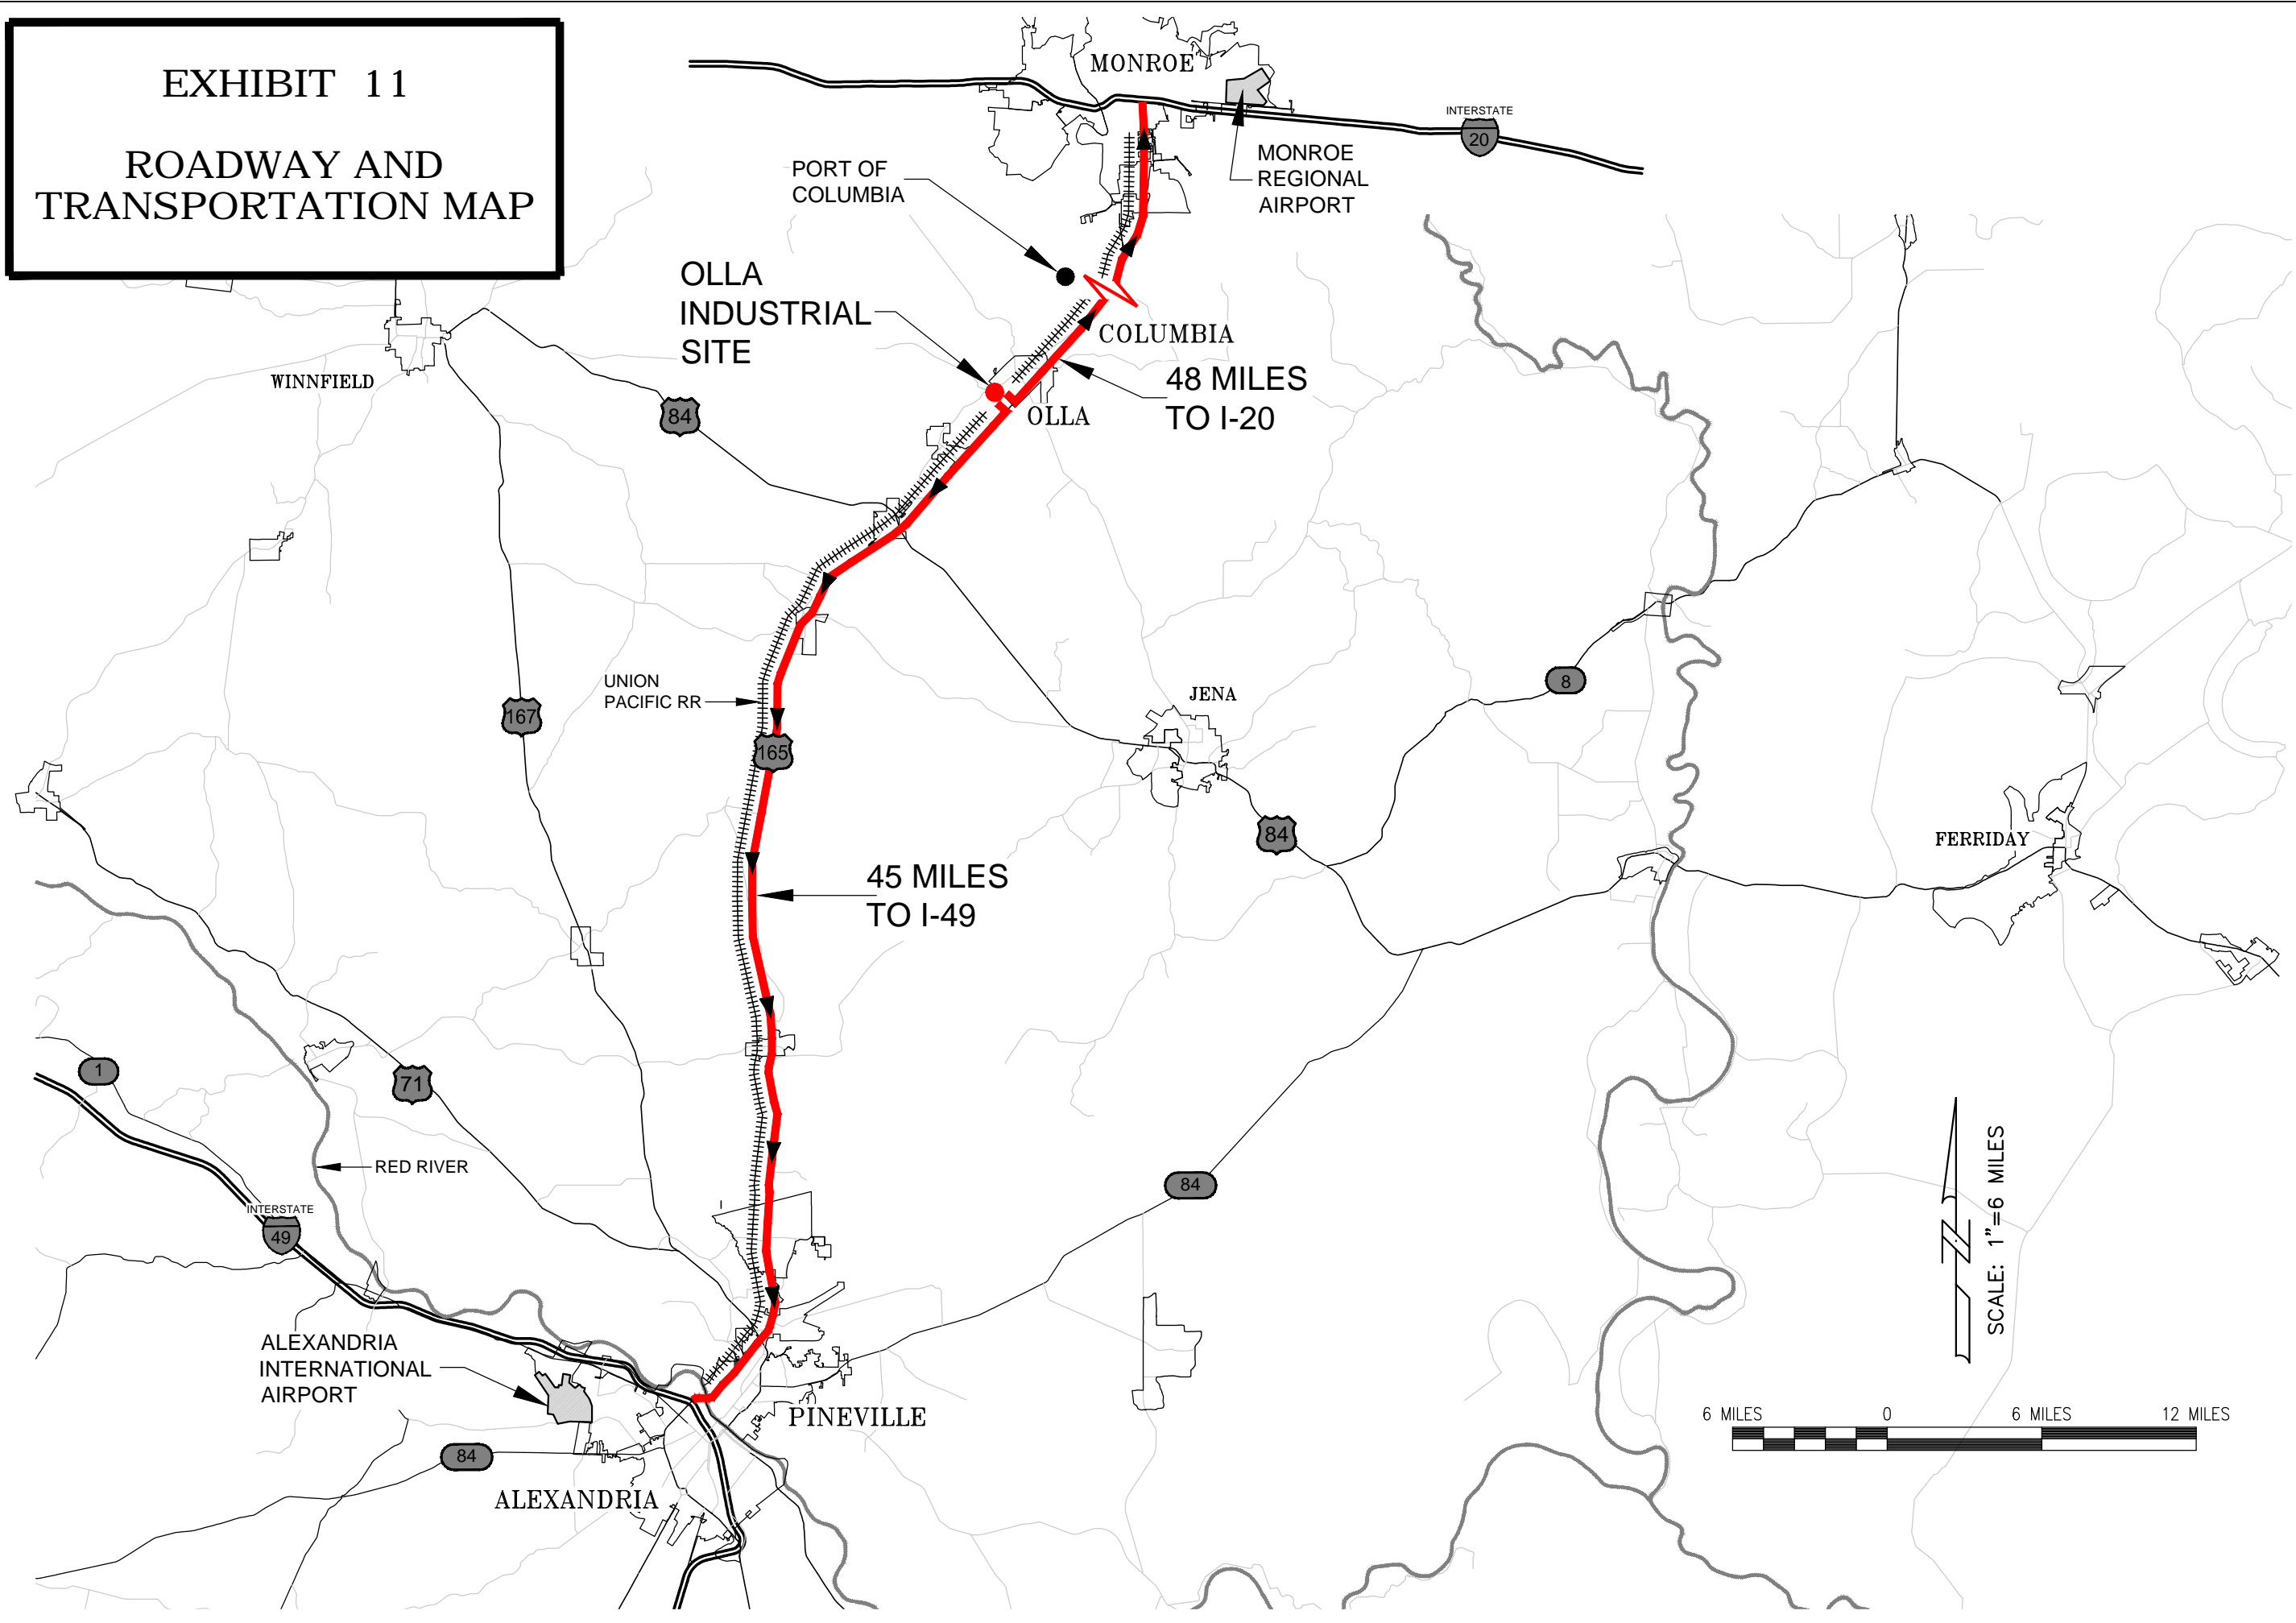 EXHIBIT 11
ROADWAY AND
TRANSPORTATION MAP
MONROE
INTERSTATE
20
MONROE
REGIONAL
AIRPORT
PORT OF
COLUMBIA
OLLA
INDUSTRIAL
SITE
COLUMBIA
48 MILES
TO I-20
OLLA
WINNFIELD
84
167
UNION
PACIFIC RR
165
JENA
8
84
FERRIDAY
45 MILES
TO I-49
1
71
RED RIVER
INTERSTATE
49
84
ALEXANDRIA
INTERNATIONAL
AIRPORT
PINEVILLE
84
ALEXANDRIA
N
SCALE: 1"=6 MILES
6 MILES 0 6 MILES 12 MILES